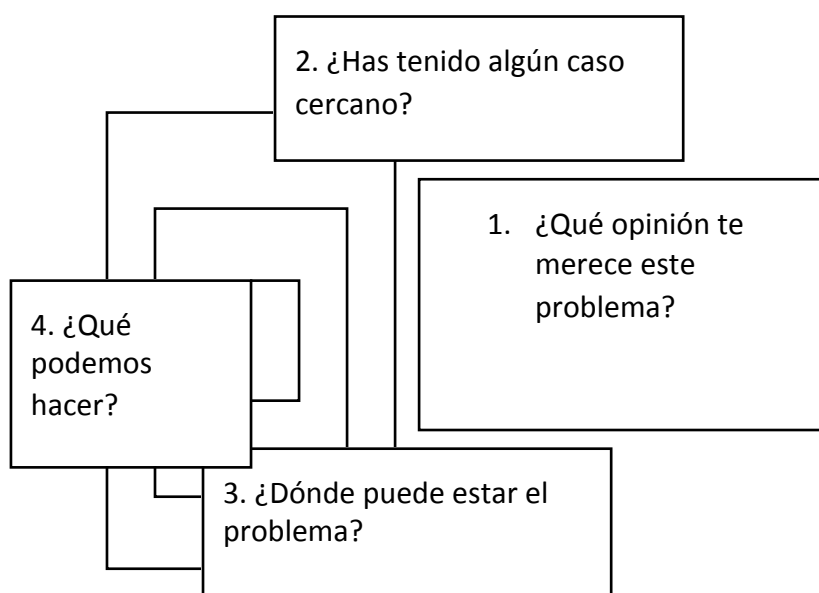 2. ¿Has tenido algún caso
cercano?
1. ¿Qué opinión te
merece este
problema?
4. ¿Qué
podemos
hacer?
3. ¿Dónde puede estar el
problema?